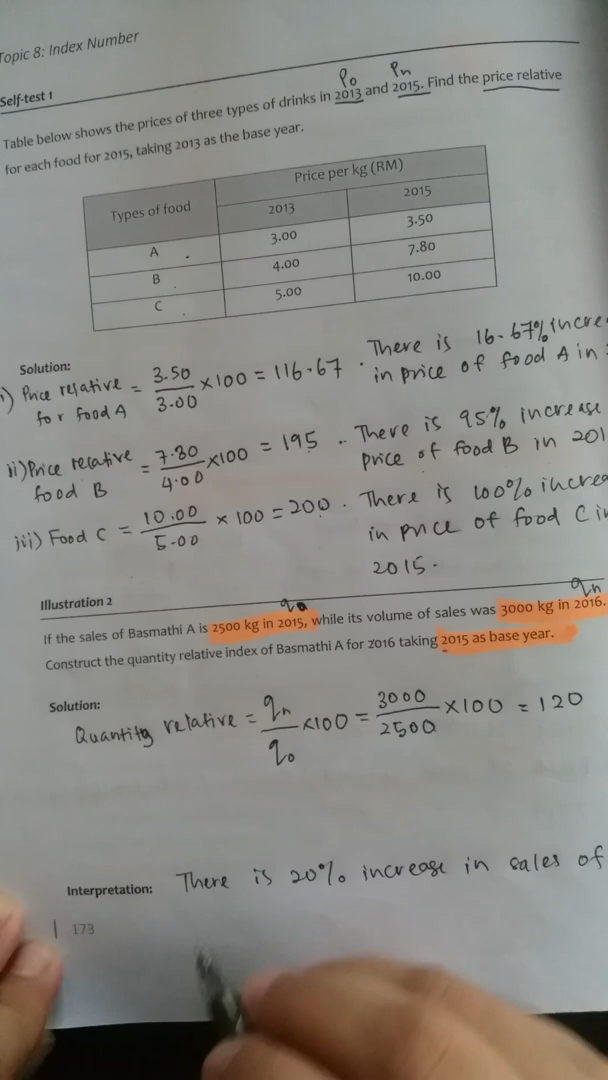 Topic 8: Index Number
Self-test 1
Po Pn
Table below shows the prices of three types of drinks in 2013 and 2015. Find the price relative
for each food for 2015, taking 2013 as the base year.
Types of food
Price per kg (RM)
2013 2015
A 3.00 3.50
B 4.00 7.80
C 5.00 10.00
Solution:
i) Price relative for food A = 3.50 / 3.00 × 100 = 116.67 . There is 16.67% incre
in price of food A in
ii) Price relative food B = 7.80 / 4.00 × 100 = 195 . There is 95% increase
price of food B in 201
iii) Food C = 10.00 / 5.00 × 100 = 200 . There is 100% increa
in price of food C in
2015.
Illustration 2
q0 qn
If the sales of Basmathi A is 2500 kg in 2015, while its volume of sales was 3000 kg in 2016.
Construct the quantity relative index of Basmathi A for 2016 taking 2015 as base year.
Solution:
Quantity relative = qn / q0 × 100 = 3000 / 2500 × 100 = 120
Interpretation: There is 20% increase in sales of
173